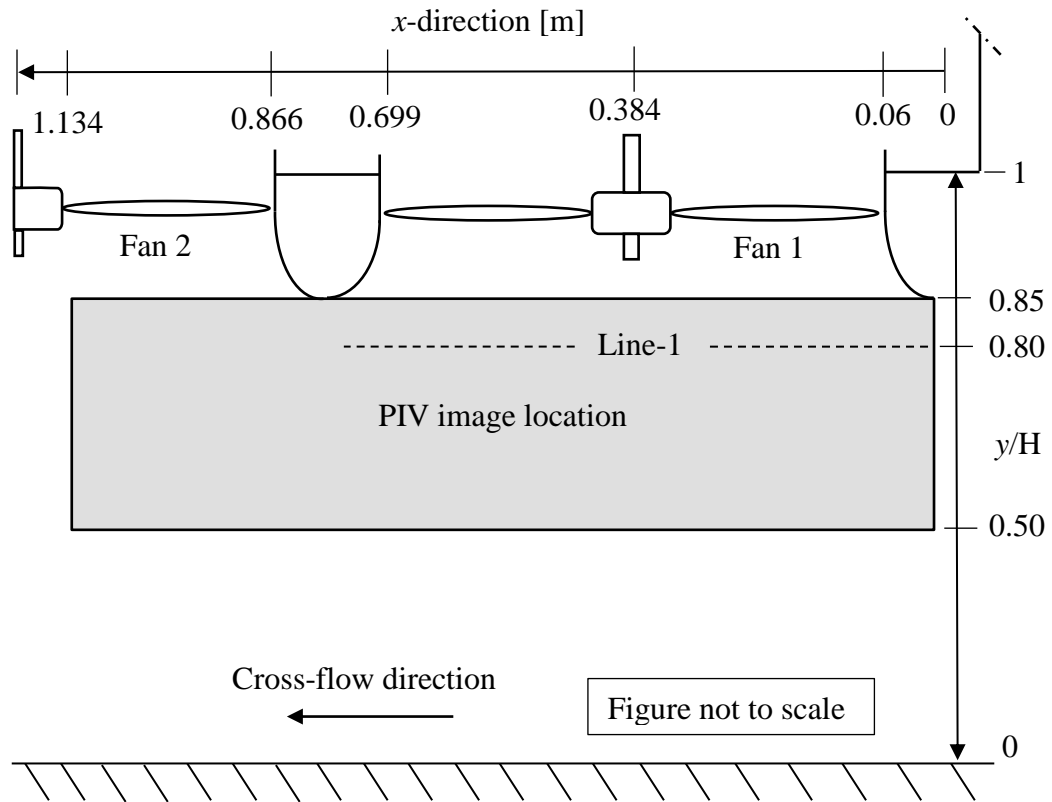 x-direction [m]
1.134
0.866
0.699
0.384
0.06
0
1
Fan 2
Fan 1
0.85
Line-1
0.80
PIV image location
y/H
0.50
Cross-flow direction
Figure not to scale
0